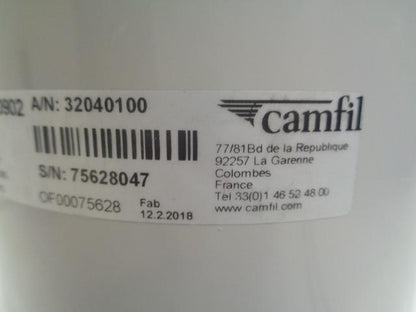 0902 A/N: 32040100
S/N: 75628047
OF00075628
Fab
12.2.2018
camfil
77/81Bd de la Republique
92257 La Garenne
Colombes
France
Tel 33(0)1 46 52 48 00
www.camfil.com